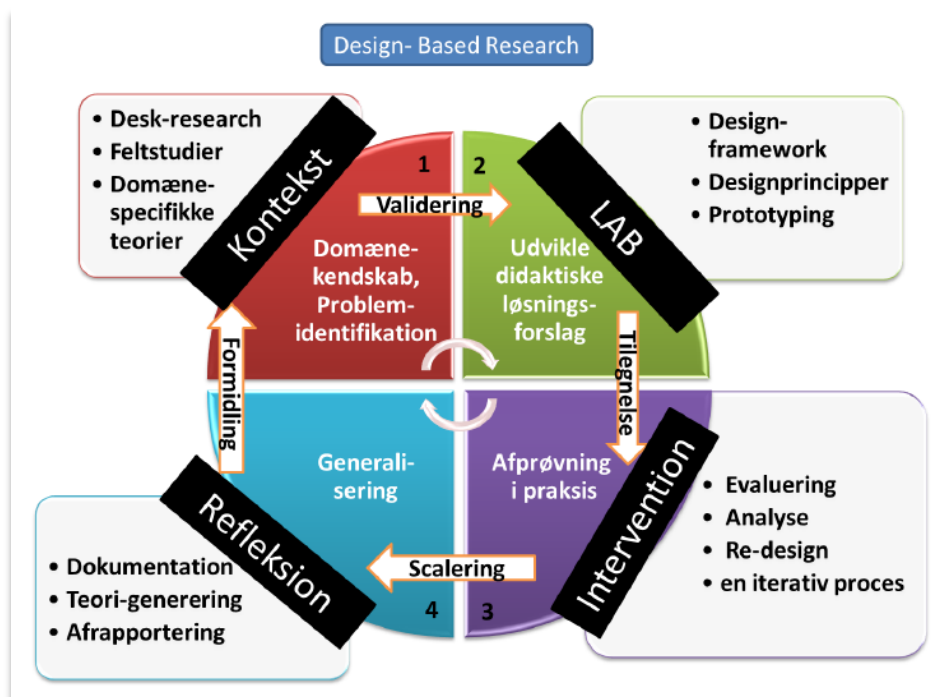 Design- Based Research
• Desk-research
• Feltstudier
• Domæne-
specifikke
teorier
Kontekst
1
Domæne-
kendskab,
Problem-
identifikation
Validering
2
Udvikle
didaktiske
løsnings-
forslag
LAB
• Design-
framework
• Designprincipper
• Prototyping
Tilegnelse
3
Afprøvning
i praksis
Intervention
• Evaluering
• Analyse
• Re-design
• en iterativ proces
Scalering
4
Generali-
sering
Refleksion
• Dokumentation
• Teori-generering
• Afrapportering
Formidling